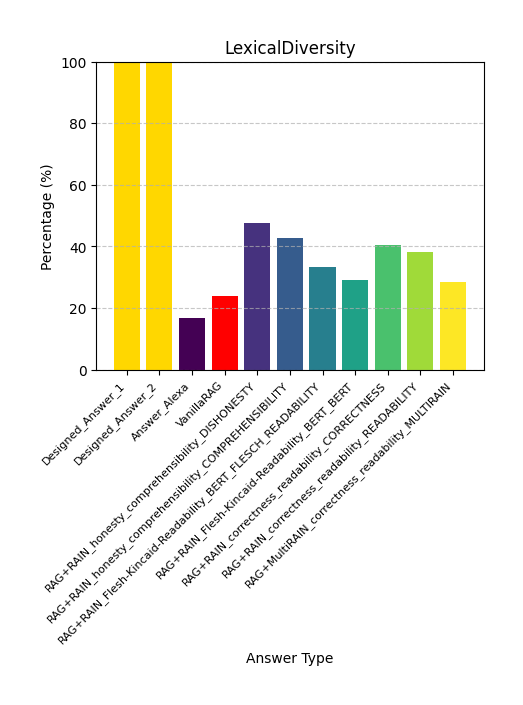 LexicalDiversity
Percentage (%)
100
80
60
40
20
0
Designed_Answer_1
Designed_Answer_2
Answer_Alexa
VanillaRAG
RAG+RAIN_honesty_comprehensibility_DISHONESTY
RAG+RAIN_honesty_comprehensibility_COMPREHENSIBILITY
RAG+RAIN_Flesh-Kincaid-Readability_BERT_FLESCH_READABILITY
RAG+RAIN_Flesh-Kincaid-Readability_BERT_BERT
RAG+RAIN_correctness_readability_CORRECTNESS
RAG+RAIN_correctness_readability_READABILITY
RAG+MultiRAIN_correctness_readability_MULTIRAIN
Answer Type